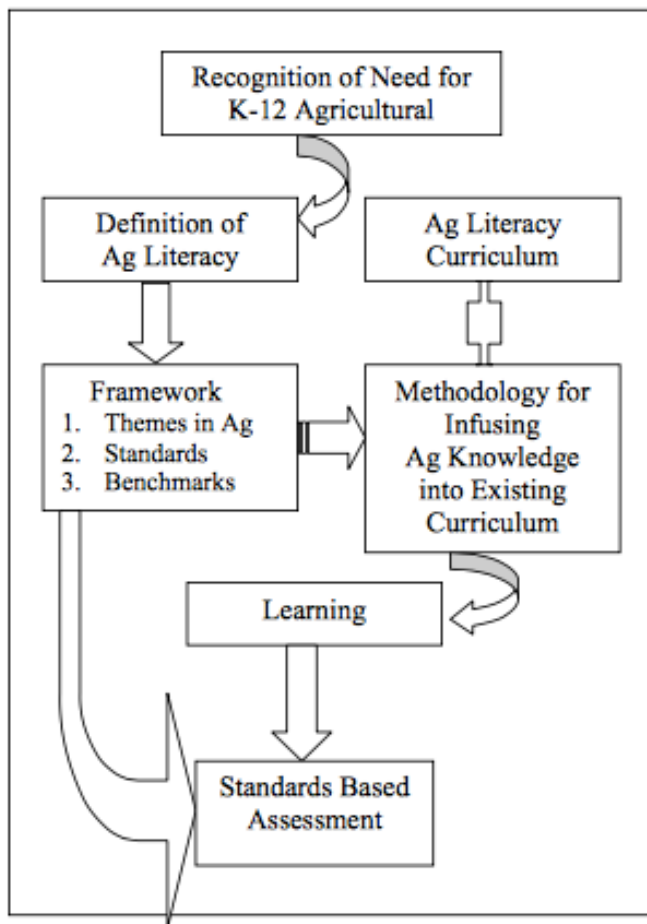 Recognition of Need for
K-12 Agricultural
Definition of
Ag Literacy
Ag Literacy
Curriculum
Framework
1. Themes in Ag
2. Standards
3. Benchmarks
Methodology for
Infusing
Ag Knowledge
into Existing
Curriculum
Learning
Standards Based
Assessment